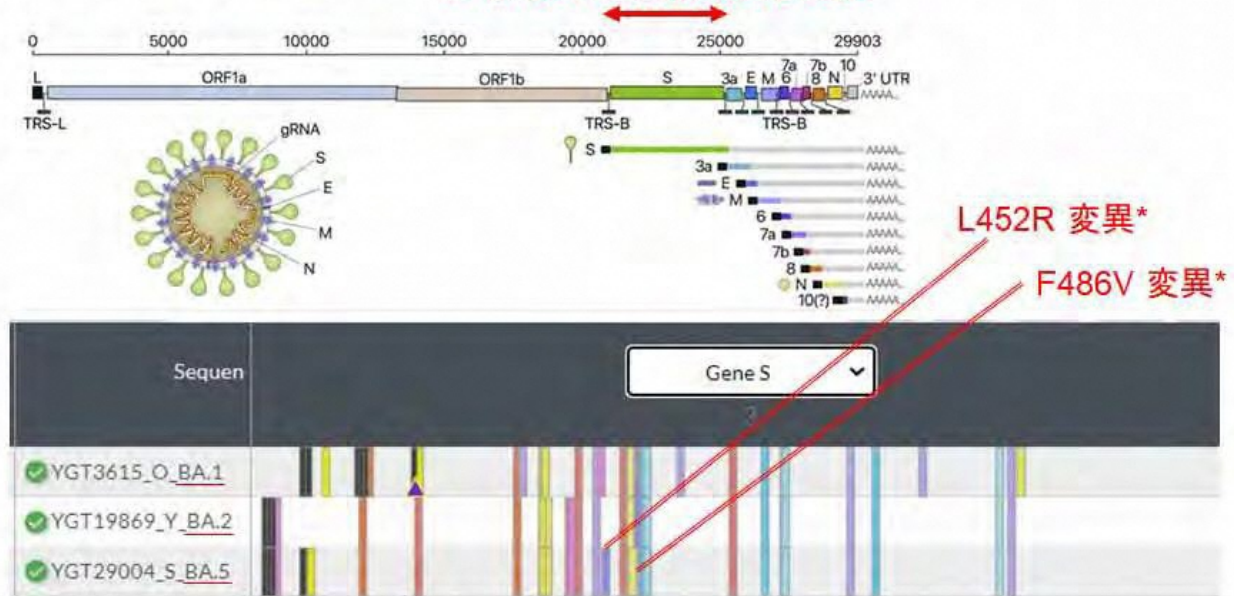 0 5000 10000 15000 20000 25000 29903
L ORF1a ORF1b S 3a E M 6 7a 7b 8 N 10 3' UTR
TRS-L TRS-B TRS-B
gRNA
S
E
M
N
S
3a
E
M
6
7a
7b
8
N
10(?)
L452R 変異*
F486V 変異*
Sequen Gene S
YGT3615_O_BA.1
YGT19869_Y_BA.2
YGT29004_S_BA.5